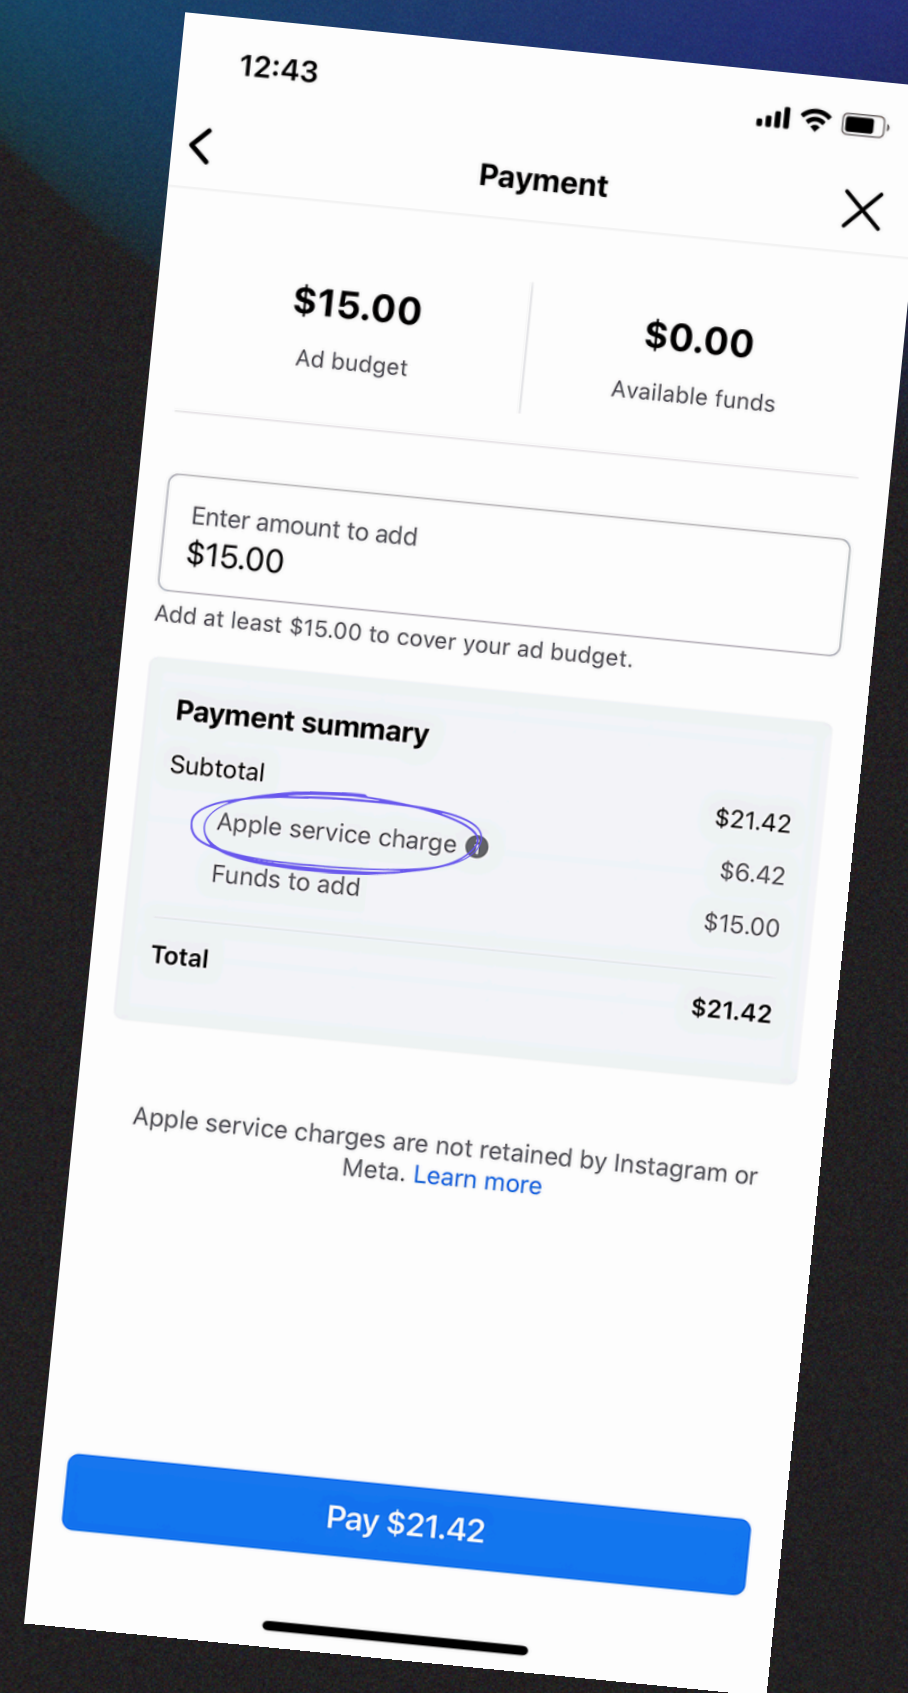 12:43
Payment
$15.00
Ad budget
$0.00
Available funds
Enter amount to add
$15.00
Add at least $15.00 to cover your ad budget.
Payment summary
Subtotal $21.42
Apple service charge i $6.42
Funds to add $15.00
Total $21.42
Apple service charges are not retained by Instagram or
Meta. Learn more
Pay $21.42